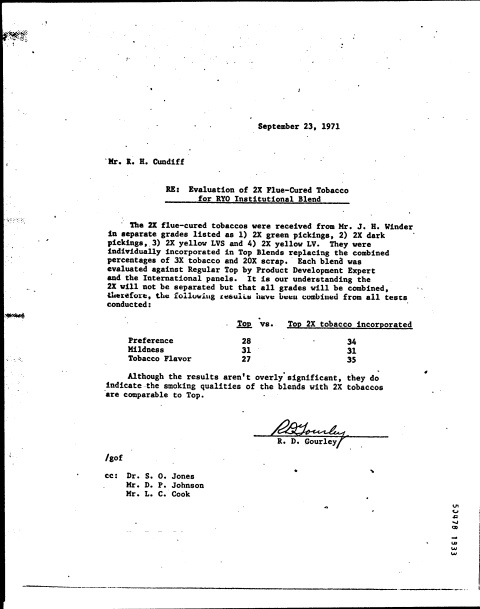 September 23, 1971
Mr. R. H. Cundiff
RE: Evaluation of 2X Flue-Cured Tobacco
for RYO Institutional Blend
The 2X flue-cured tobaccos were received from Mr. J. H. Winder
in separate grades listed as 1) 2X green pickings, 2) 2X dark
pickings, 3) 2X yellow LVS and 4) 2X yellow LV. They were
individually incorporated in Top Blends replacing the combined
percentages of 3X tobacco and 20X scrap. Each blend was
evaluated against Regular Top by Product Development Expert
and the International panels. It is our understanding the
2X will not be separated but that all grades will be combined,
therefore, the following results have been combined from all tests
conducted:
Top vs. Top 2X tobacco incorporated
Preference 28 34
Mildness 31 31
Tobacco Flavor 27 35
Although the results aren't overly significant, they do
indicate the smoking qualities of the blends with 2X tobaccos
are comparable to Top.
R D Gourley
R. D. Gourley
/gof
cc: Dr. S. O. Jones
Mr. D. P. Johnson
Mr. L. C. Cook
50478 1933